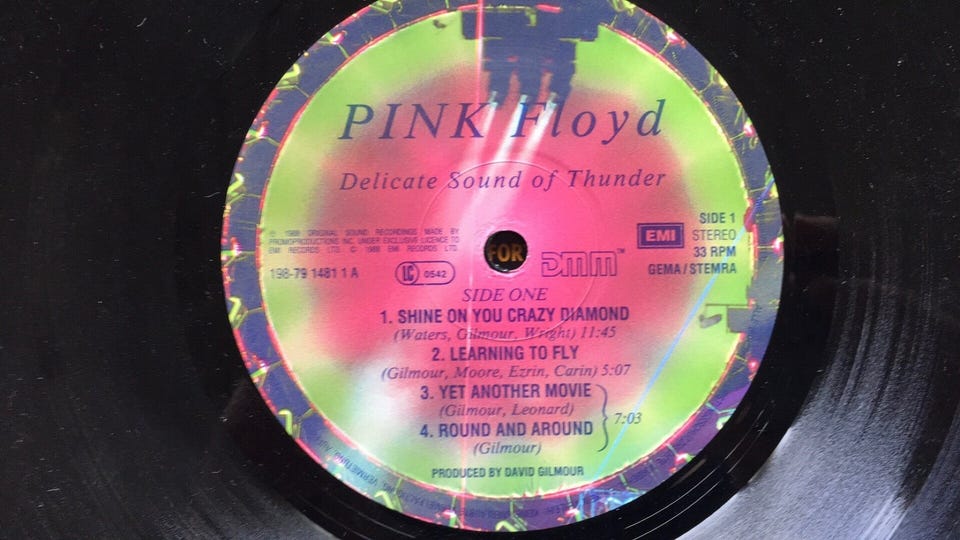 PINK Floyd
Delicate Sound of Thunder
℗ 1988 ORIGINAL SOUND RECORDINGS MADE BY
PROMOPRODUCTIONS INC. UNDER EXCLUSIVE LICENCE TO
EMI RECORDS LTD. © 1988 EMI RECORDS LTD.
198-79 1481 1 A
LC 0542
FOR
DMM™
EMI
SIDE 1
STEREO
33 RPM
GEMA/STEMRA
SIDE ONE
1. SHINE ON YOU CRAZY DIAMOND
(Waters, Gilmour, Wright) 11:45
2. LEARNING TO FLY
(Gilmour, Moore, Ezrin, Carin) 5:07
3. YET ANOTHER MOVIE
(Gilmour, Leonard)
4. ROUND AND AROUND
(Gilmour)
7:03
PRODUCED BY DAVID GILMOUR